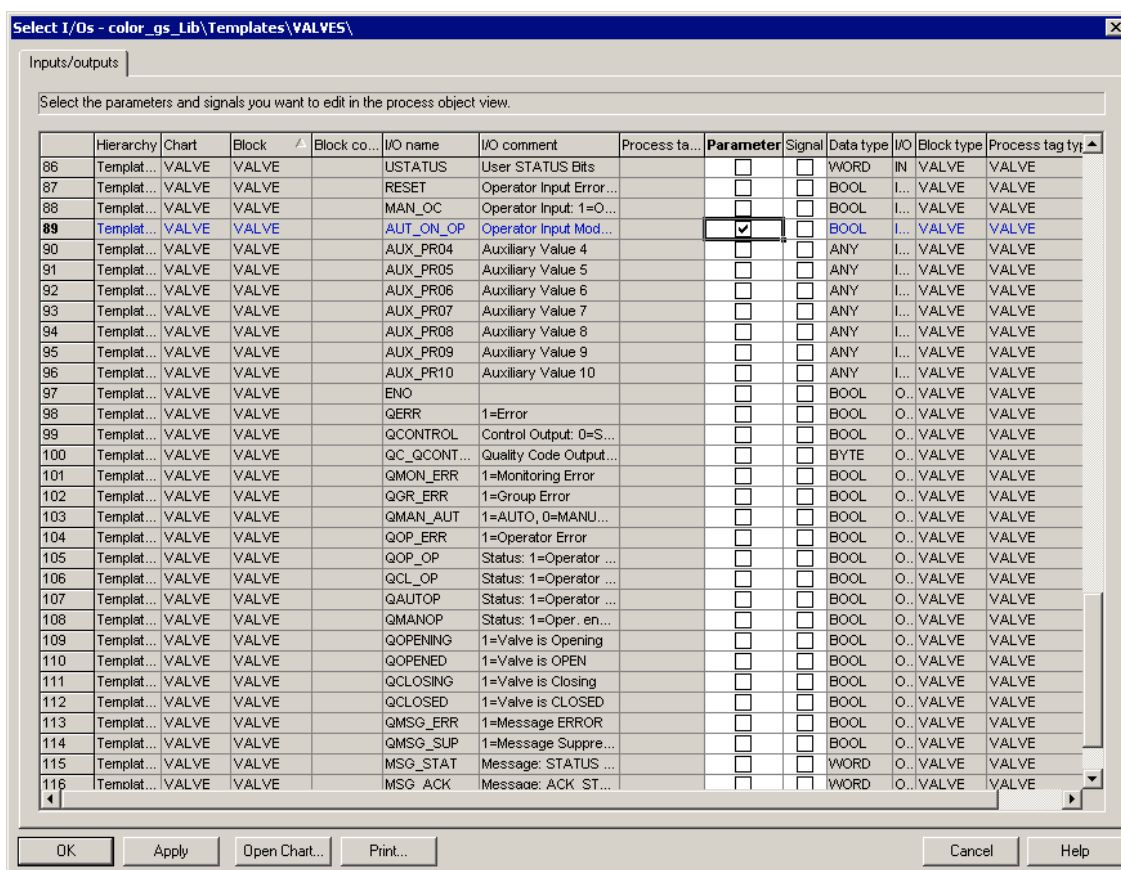 Select I/Os - color_gs_Lib\Templates\VALVES\
Inputs/outputs
Select the parameters and signals you want to edit in the process object view.
Hierarchy Chart Block Block co... I/O name I/O comment Process ta... Parameter Signal Data type I/O Block type Process tag typ
86 Templat... VALVE VALVE USTATUS User STATUS Bits WORD IN VALVE VALVE
87 Templat... VALVE VALVE RESET Operator Input Error... BOOL I... VALVE VALVE
88 Templat... VALVE VALVE MAN_OC Operator Input: 1=O... BOOL I... VALVE VALVE
89 Templat... VALVE VALVE AUT_ON_OP Operator Input Mod... BOOL I... VALVE VALVE
90 Templat... VALVE VALVE AUX_PR04 Auxiliary Value 4 ANY I... VALVE VALVE
91 Templat... VALVE VALVE AUX_PR05 Auxiliary Value 5 ANY I... VALVE VALVE
92 Templat... VALVE VALVE AUX_PR06 Auxiliary Value 6 ANY I... VALVE VALVE
93 Templat... VALVE VALVE AUX_PR07 Auxiliary Value 7 ANY I... VALVE VALVE
94 Templat... VALVE VALVE AUX_PR08 Auxiliary Value 8 ANY I... VALVE VALVE
95 Templat... VALVE VALVE AUX_PR09 Auxiliary Value 9 ANY I... VALVE VALVE
96 Templat... VALVE VALVE AUX_PR10 Auxiliary Value 10 ANY I... VALVE VALVE
97 Templat... VALVE VALVE ENO BOOL O.. VALVE VALVE
98 Templat... VALVE VALVE QERR 1=Error BOOL O.. VALVE VALVE
99 Templat... VALVE VALVE QCONTROL Control Output: 0=S... BOOL O.. VALVE VALVE
100 Templat... VALVE VALVE QC_QCONT... Quality Code Output... BYTE O.. VALVE VALVE
101 Templat... VALVE VALVE QMON_ERR 1=Monitoring Error BOOL O.. VALVE VALVE
102 Templat... VALVE VALVE QGR_ERR 1=Group Error BOOL O.. VALVE VALVE
103 Templat... VALVE VALVE QMAN_AUT 1=AUTO, 0=MANU... BOOL O.. VALVE VALVE
104 Templat... VALVE VALVE QOP_ERR 1=Operator Error BOOL O.. VALVE VALVE
105 Templat... VALVE VALVE QOP_OP Status: 1=Operator ... BOOL O.. VALVE VALVE
106 Templat... VALVE VALVE QCL_OP Status: 1=Operator ... BOOL O.. VALVE VALVE
107 Templat... VALVE VALVE QAUTOP Status: 1=Operator ... BOOL O.. VALVE VALVE
108 Templat... VALVE VALVE QMANOP Status: 1=Oper. en... BOOL O.. VALVE VALVE
109 Templat... VALVE VALVE QOPENING 1=Valve is Opening BOOL O.. VALVE VALVE
110 Templat... VALVE VALVE QOPENED 1=Valve is OPEN BOOL O.. VALVE VALVE
111 Templat... VALVE VALVE QCLOSING 1=Valve is Closing BOOL O.. VALVE VALVE
112 Templat... VALVE VALVE QCLOSED 1=Valve is CLOSED BOOL O.. VALVE VALVE
113 Templat... VALVE VALVE QMSG_ERR 1=Message ERROR BOOL O.. VALVE VALVE
114 Templat... VALVE VALVE QMSG_SUP 1=Message Suppre... BOOL O.. VALVE VALVE
115 Templat... VALVE VALVE MSG_STAT Message: STATUS ... WORD O.. VALVE VALVE
116 Templat... VALVE VALVE MSG_ACK Message: ACK_ST... WORD O.. VALVE VALVE
OK Apply Open Chart... Print... Cancel Help